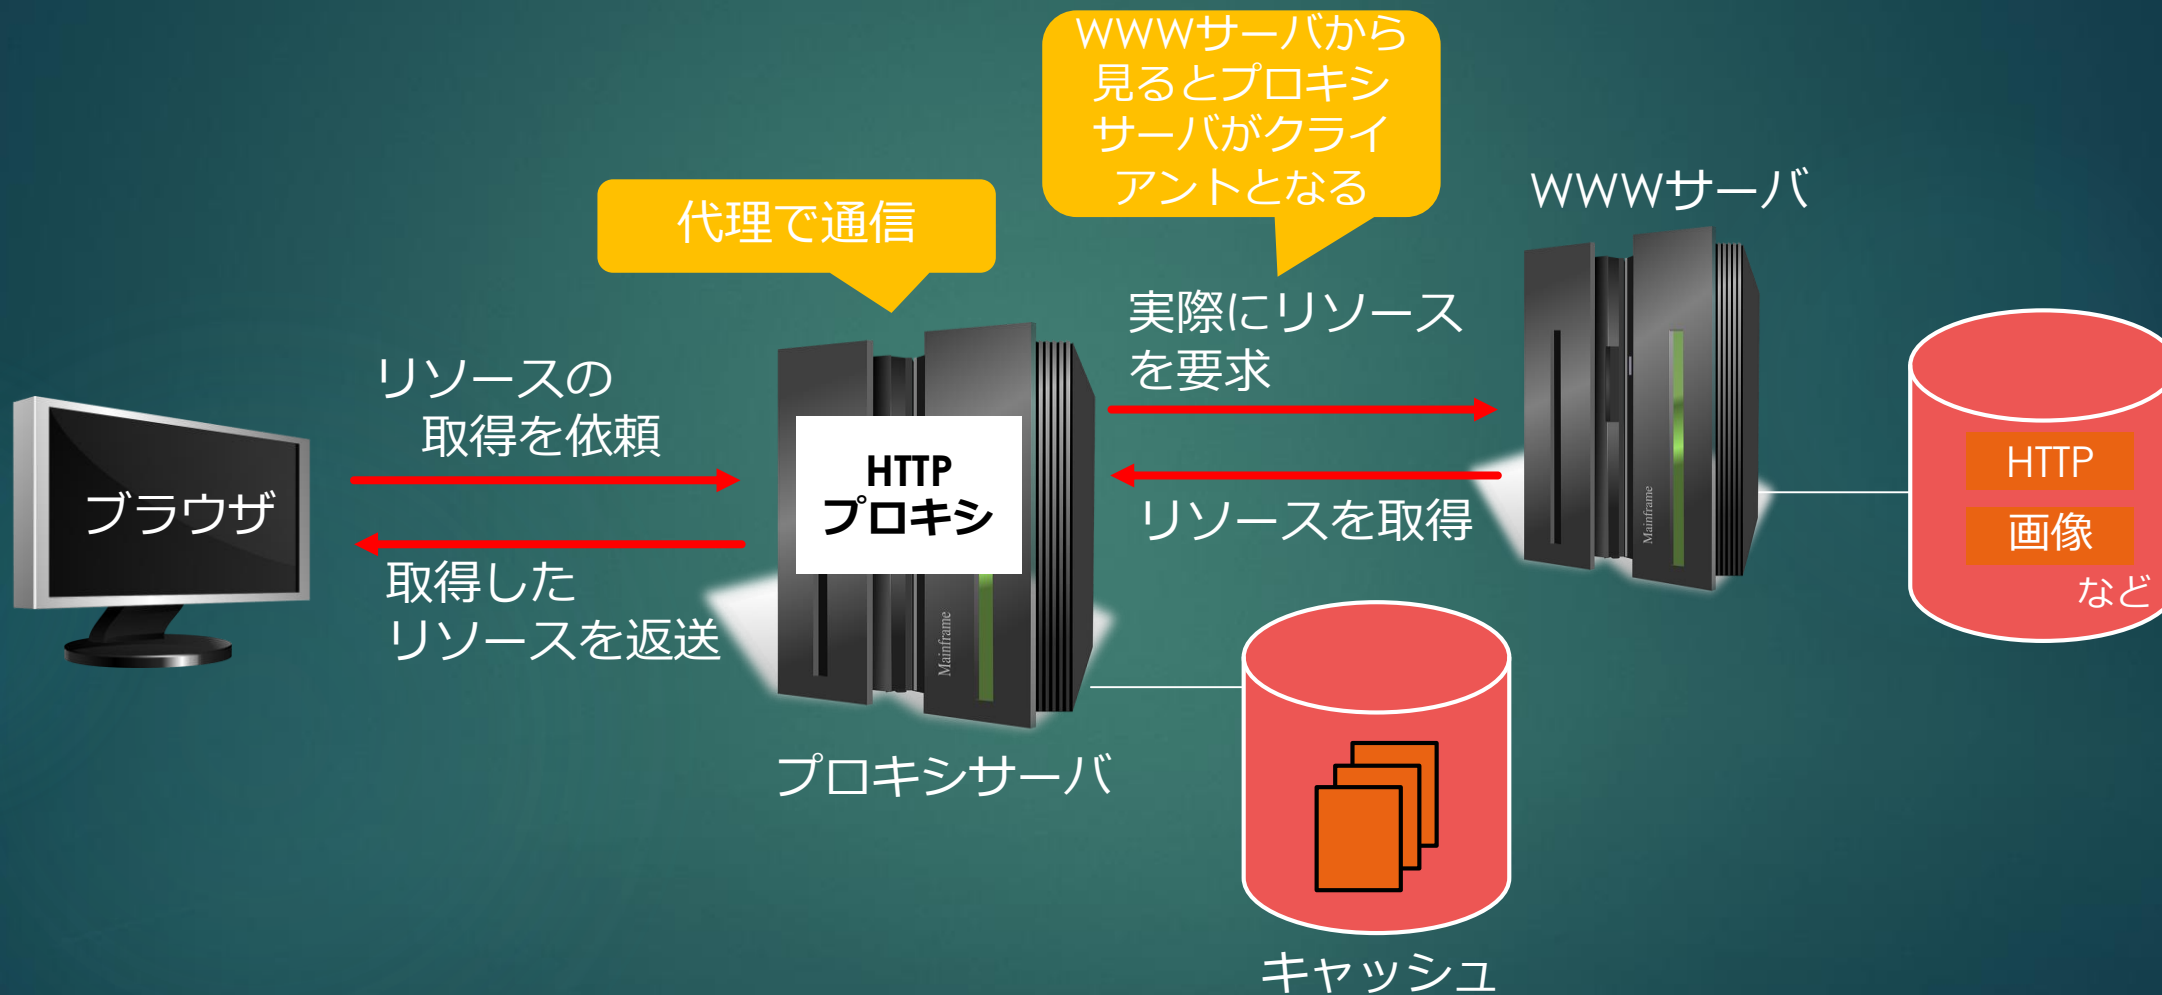 WWWサーバから
見るとプロキシ
サーバがクライ
アントとなる
代理で通信
WWWサーバ
実際にリソース
を要求
リソースの
取得を依頼
ブラウザ
HTTP
プロキシ
リソースを取得
取得した
リソースを返送
Mainframe
Mainframe
HTTP
画像
など
プロキシサーバ
キャッシュ